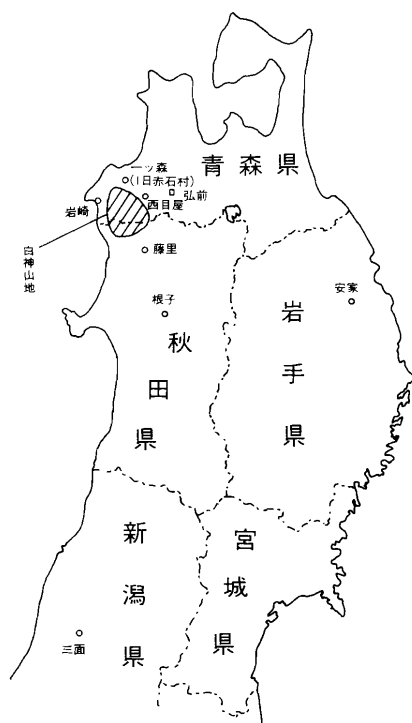 青森県
一ッ森
(旧赤石村)
弘前
岩崎
西目屋
白神山地
藤里
根子
安家
秋田県
岩手県
新潟県
宮城県
三面